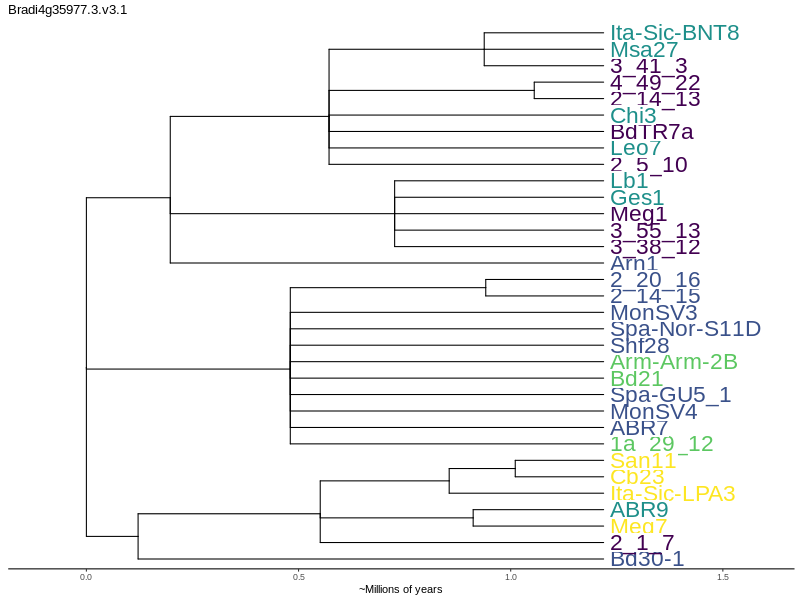 Bradi4g35977.3.v3.1
Ita-Sic-BNT8
Msa27
3_41_3
4_49_22
2_14_13
Chi3
BdTR7a
Leo7
2_5_10
Lb1
Ges1
Meg1
3_55_13
3_38_12
Arn1
2_20_16
2_14_15
MonSV3
Spa-Nor-S11D
Shf28
Arm-Arm-2B
Bd21
Spa-GU5_1
MonSV4
ABR7
1a_29_12
San11
Cb23
Ita-Sic-LPA3
ABR9
Meg7
2_1_7
Bd30-1
0.0 0.5 1.0 1.5
~Millions of years